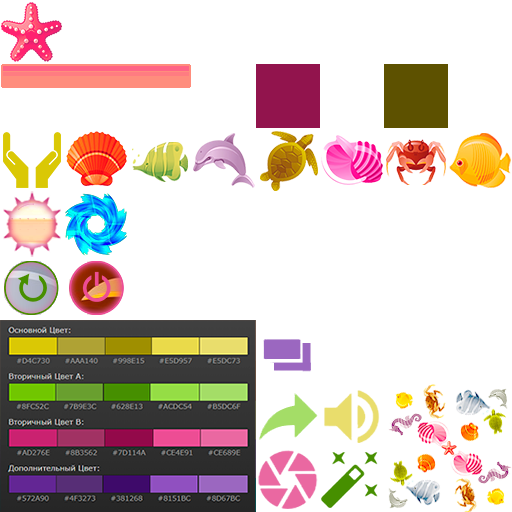 Основной Цвет:
#D4C730 #AAA140 #998E15 #E5D957 #E5DC73
Вторичный Цвет A:
#8FC52C #7B9E3C #628E13 #ACDC54 #B5DC6F
Вторичный Цвет B:
#AD276E #8B3562 #7D114A #CE4E91 #CE689E
Дополнительный Цвет:
#572A90 #4F3273 #381268 #8151BC #8D67BC